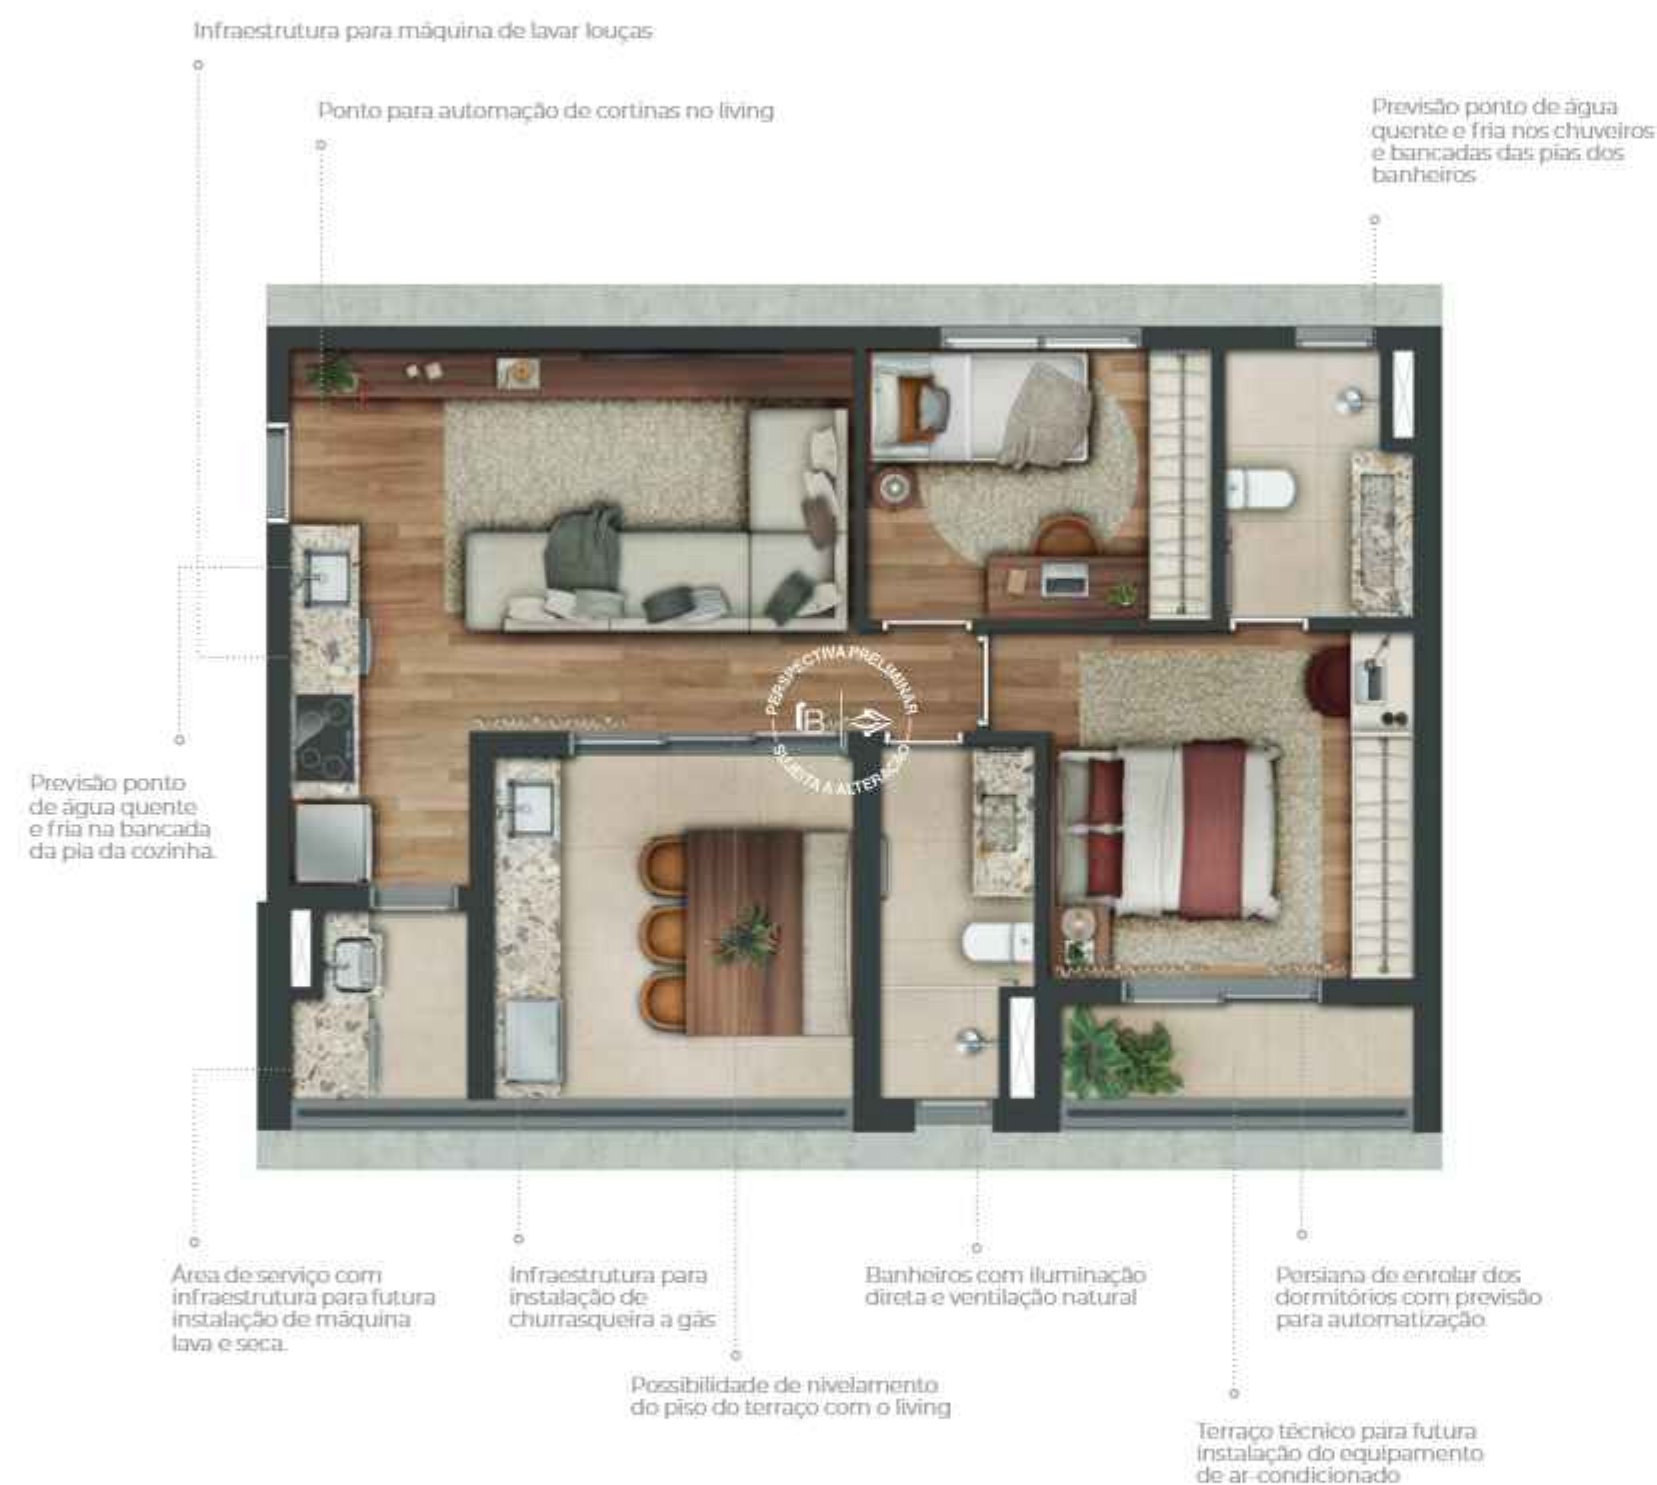 Infraestrutura para máquina de lavar louças
Ponto para automação de cortinas no living
Previsão ponto de água
quente e fria nos chuveiros
e bancadas das pias dos
banheiros
PERSPECTIVA PRELIMINAR
SUJEITA A ALTERAÇÃO
Previsão ponto
de água quente
e fria na bancada
da pia da cozinha.
Área de serviço com
infraestrutura para futura
instalação de máquina
lava e seca.
Infraestrutura para
instalação de
churrasqueira a gás
Banheiros com iluminação
direta e ventilação natural
Persiana de enrolar dos
dormitórios com previsão
para automatização
Possibilidade de nivelamento
do piso do terraço com o living
Terraço técnico para futura
instalação do equipamento
de ar-condicionado